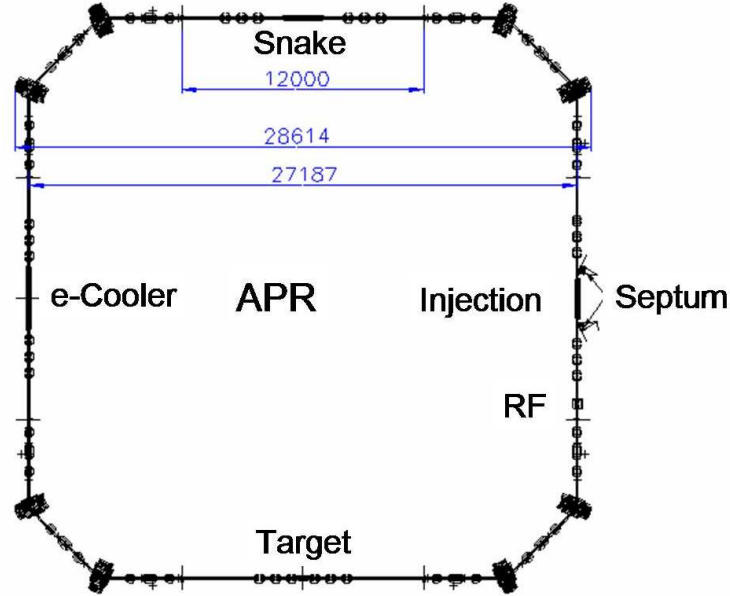 Snake
12000
28614
27187
e-Cooler
APR
Injection
Septum
RF
Target